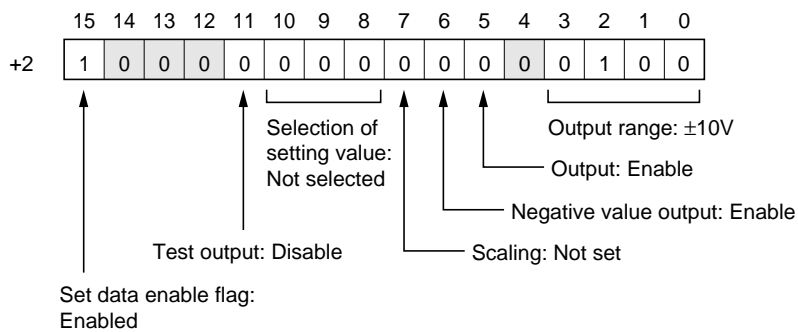 15 14 13 12 11 10 9 8 7 6 5 4 3 2 1 0
+2 1 0 0 0 0 0 0 0 0 0 0 0 0 1 0 0
Selection of
setting value:
Not selected
Output range: ±10V
Output: Enable
Negative value output: Enable
Test output: Disable
Scaling: Not set
Set data enable flag:
Enabled